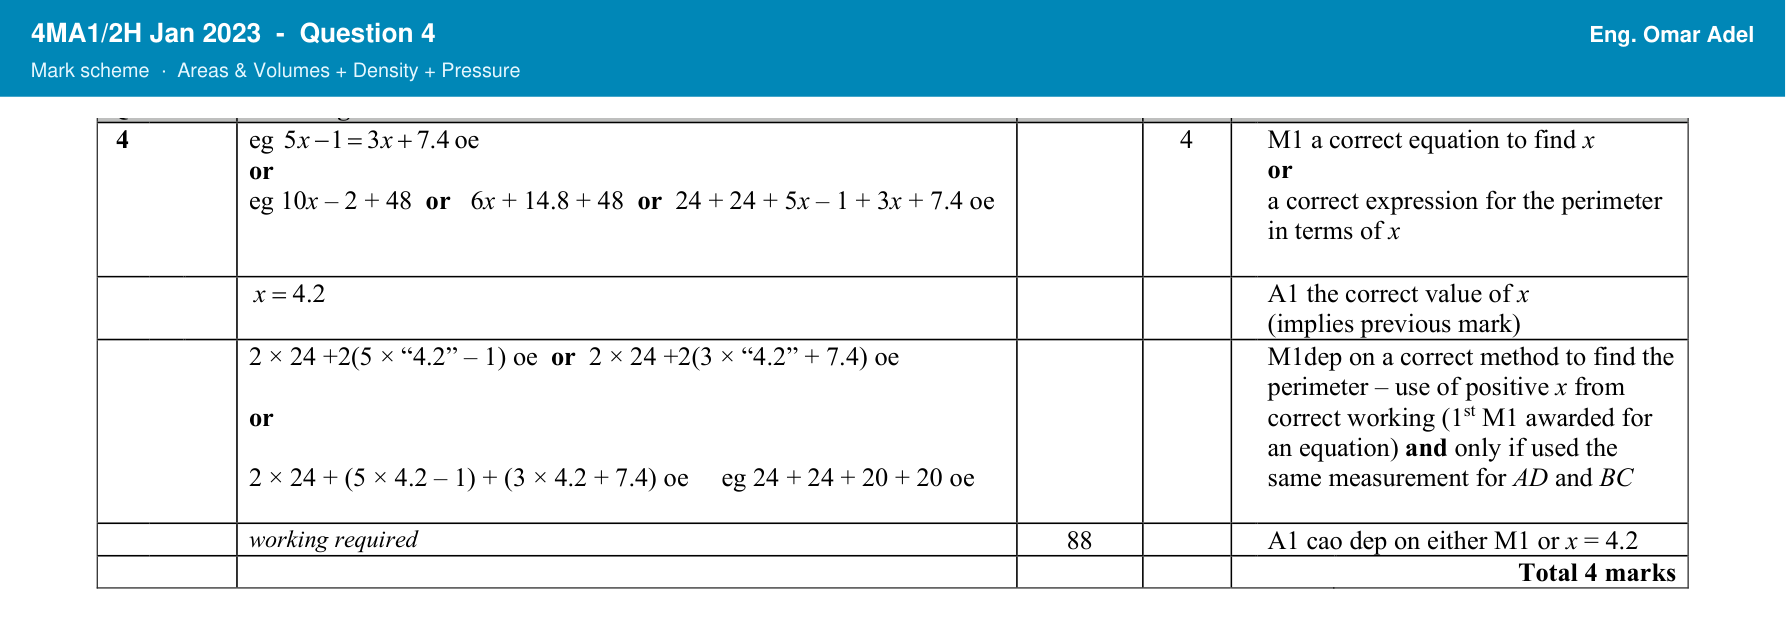 4MA1/2H Jan 2023 - Question 4
Eng. Omar Adel
Mark scheme · Areas & Volumes + Density + Pressure
4
eg 5x − 1 = 3x + 7.4 oe
4
M1 a correct equation to find x
or
or
eg 10x – 2 + 48 or 6x + 14.8 + 48 or 24 + 24 + 5x – 1 + 3x + 7.4 oe
a correct expression for the perimeter
in terms of x
x = 4.2
A1 the correct value of x
(implies previous mark)
2 × 24 +2(5 × “4.2” – 1) oe or 2 × 24 +2(3 × “4.2” + 7.4) oe
or
2 × 24 + (5 × 4.2 – 1) + (3 × 4.2 + 7.4) oe eg 24 + 24 + 20 + 20 oe
M1dep on a correct method to find the
perimeter – use of positive x from
correct working (1st M1 awarded for
an equation) and only if used the
same measurement for AD and BC
working required
88
A1 cao dep on either M1 or x = 4.2
Total 4 marks